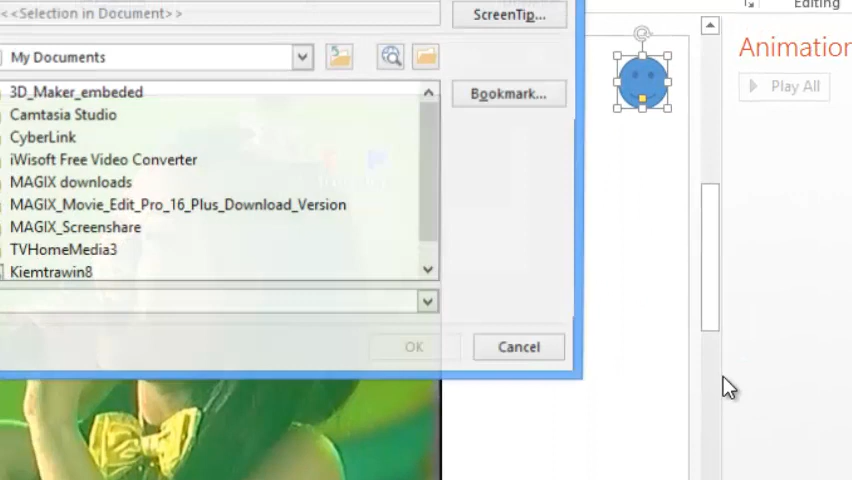 Editing
<<Selection in Document>>
ScreenTip...
Animation
My Documents
Play All
3D_Maker_embeded
Bookmark...
Camtasia Studio
CyberLink
iWisoft Free Video Converter
MAGIX downloads
MAGIX_Movie_Edit_Pro_16_Plus_Download_Version
MAGIX_Screenshare
TVHomeMedia3
Kiemtrawin8
OK
Cancel